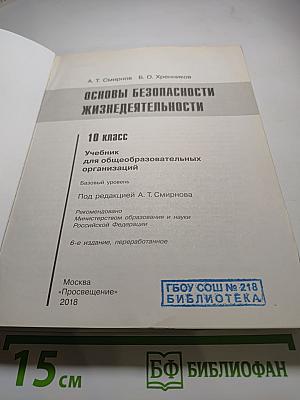 А. Т. Смирнов Б. О. Хренников
ОСНОВЫ БЕЗОПАСНОСТИ
ЖИЗНЕДЕЯТЕЛЬНОСТИ
10 класс
Учебник
для общеобразовательных
организаций
Базовый уровень
Под редакцией А. Т. Смирнова
Рекомендовано
Министерством образования и науки
Российской Федерации
6-е издание, переработанное
Москва
«Просвещение»
2018
ГБОУ СОШ № 218
БИБЛИОТЕКА
15 см
БФ БИБЛИОФАН